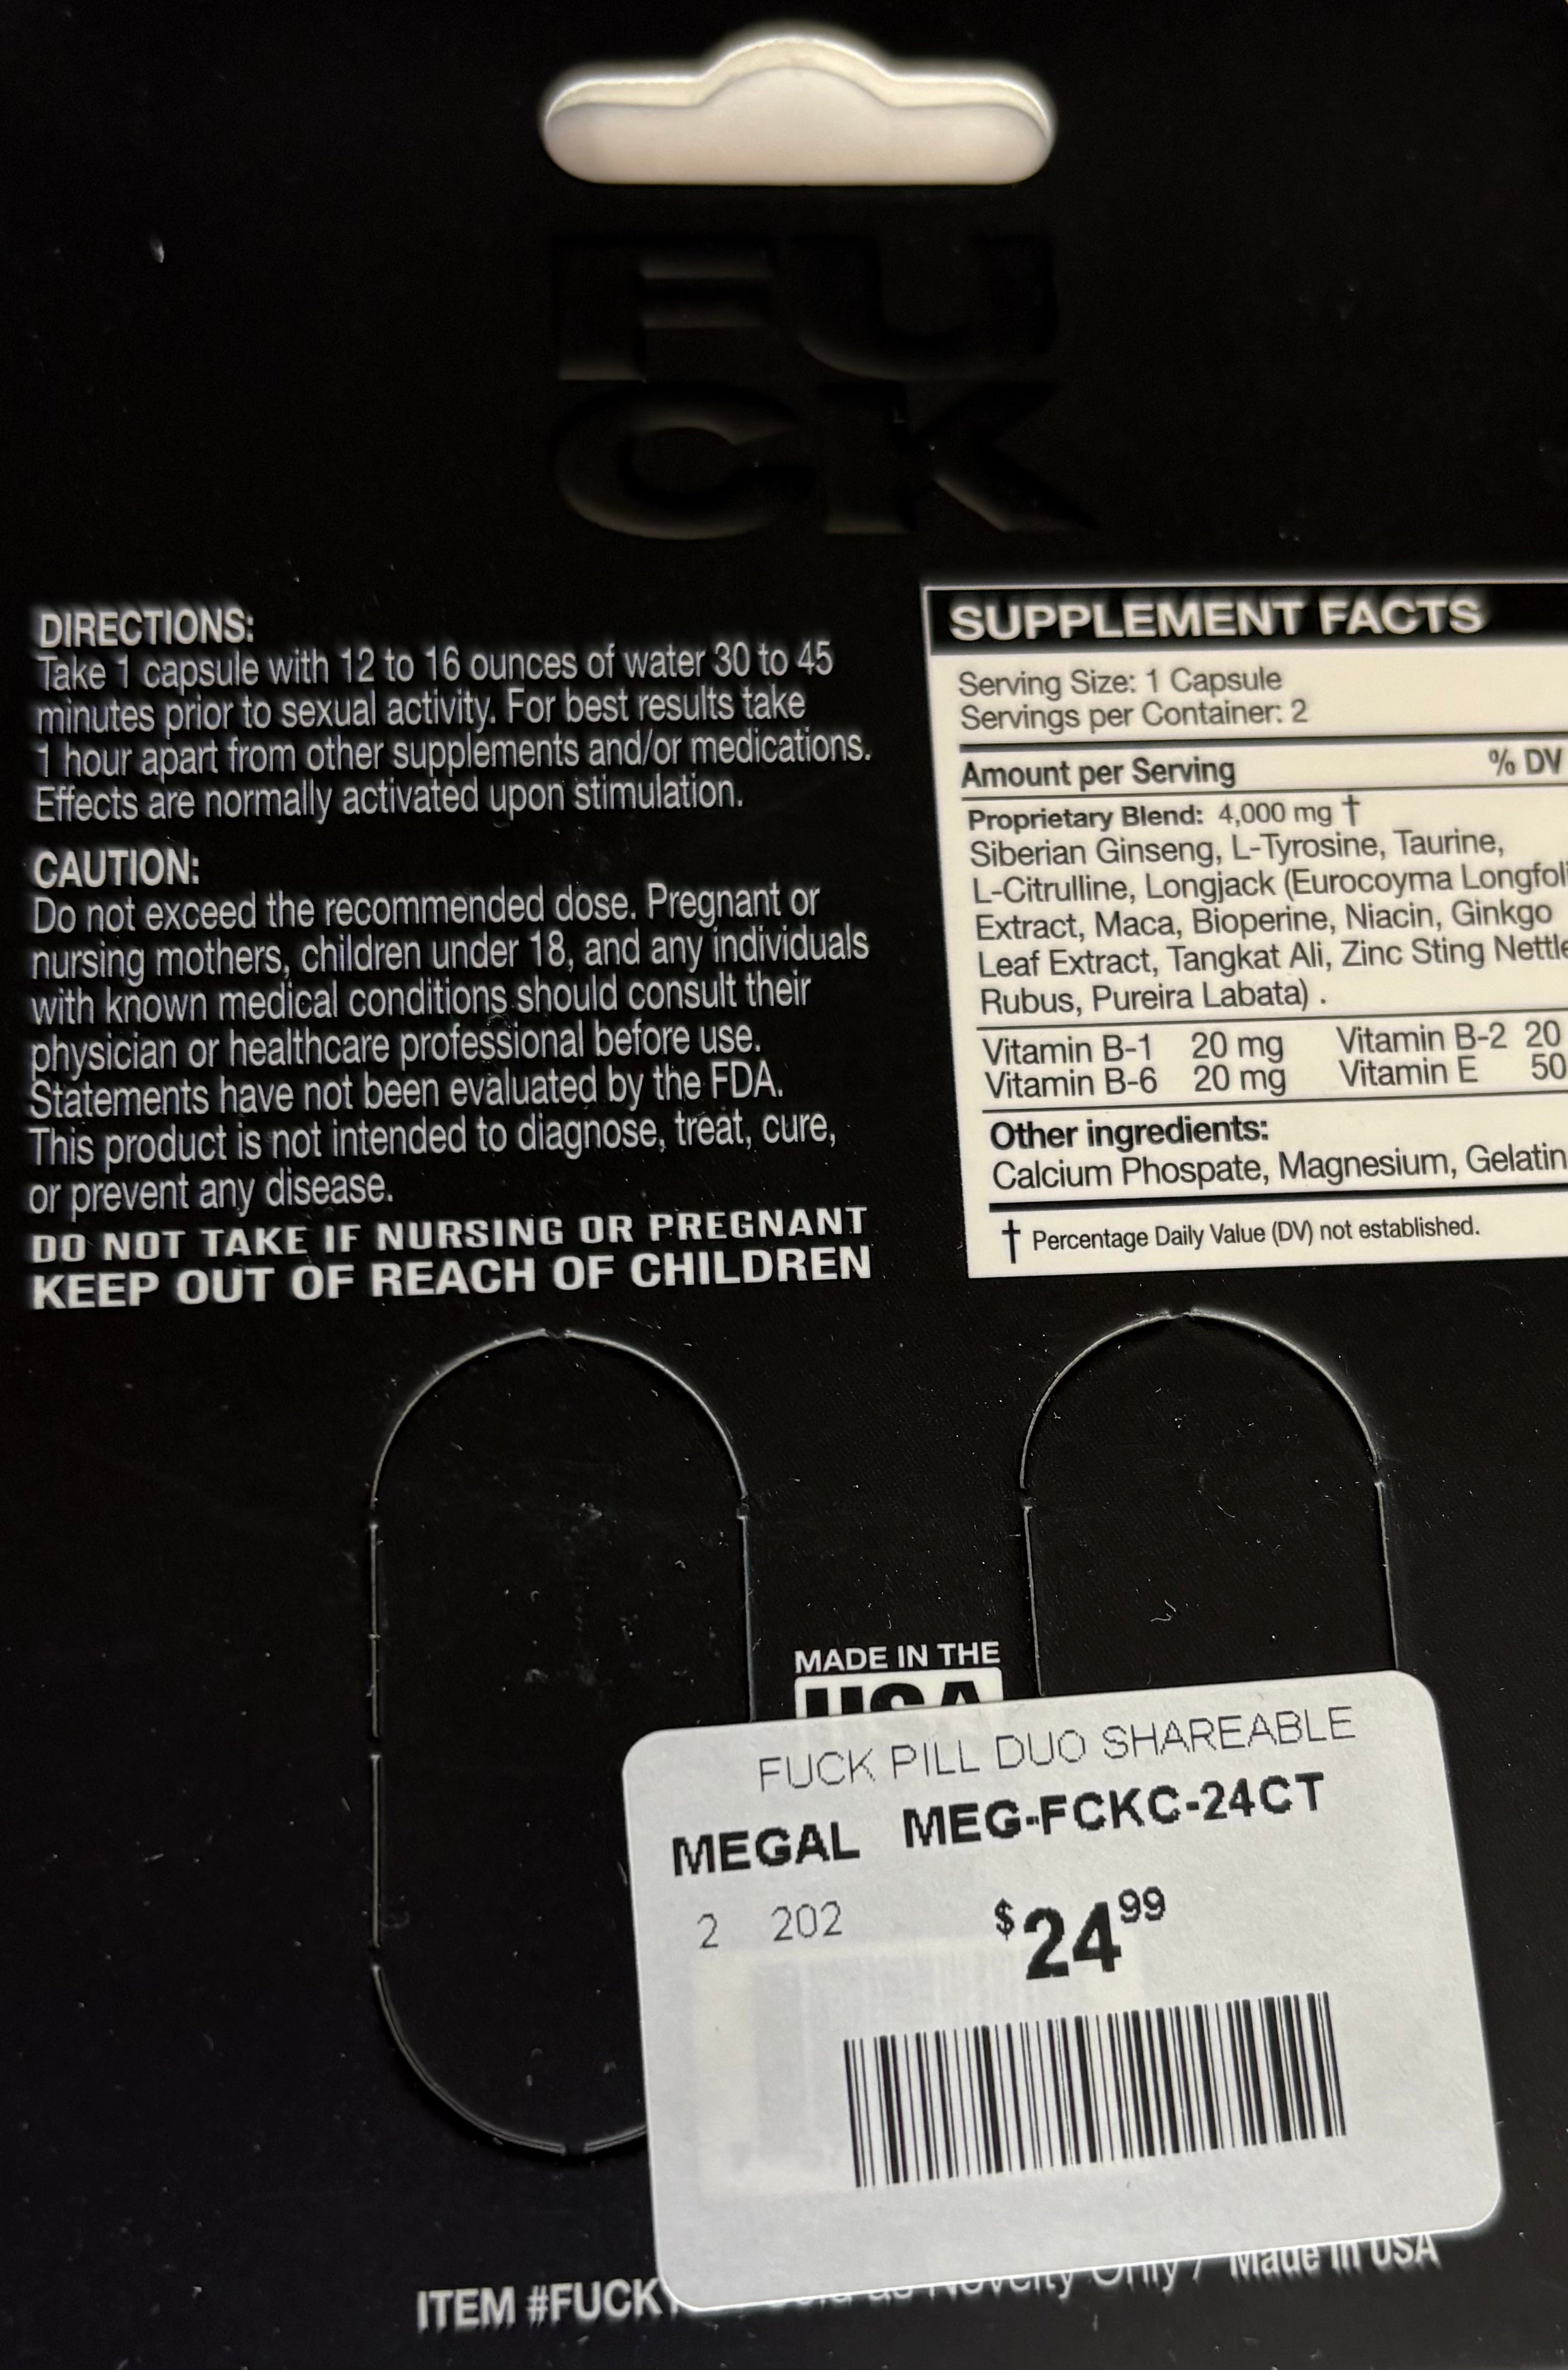 FU
CK
DIRECTIONS:
Take 1 capsule with 12 to 16 ounces of water 30 to 45
minutes prior to sexual activity. For best results take
1 hour apart from other supplements and/or medications.
Effects are normally activated upon stimulation.
CAUTION:
Do not exceed the recommended dose. Pregnant or
nursing mothers, children under 18, and any individuals
with known medical conditions should consult their
physician or healthcare professional before use.
Statements have not been evaluated by the FDA.
This product is not intended to diagnose, treat, cure,
or prevent any disease.
DO NOT TAKE IF NURSING OR PREGNANT
KEEP OUT OF REACH OF CHILDREN
SUPPLEMENT FACTS
Serving Size: 1 Capsule
Servings per Container: 2
Amount per Serving % DV
Proprietary Blend: 4,000 mg †
Siberian Ginseng, L-Tyrosine, Taurine,
L-Citrulline, Longjack (Eurocoyma Longfoli
Extract, Maca, Bioperine, Niacin, Ginkgo
Leaf Extract, Tangkat Ali, Zinc Sting Nettle
Rubus, Pureira Labata) .
Vitamin B-1 20 mg Vitamin B-2 20
Vitamin B-6 20 mg Vitamin E 50
Other ingredients:
Calcium Phospate, Magnesium, Gelatin
† Percentage Daily Value (DV) not established.
MADE IN THE
USA
FUCK PILL DUO SHAREABLE
MEGAL MEG-FCKC-24CT
2 202 $24.99
ITEM #FUCK Sold as Novelty Only / Made in USA